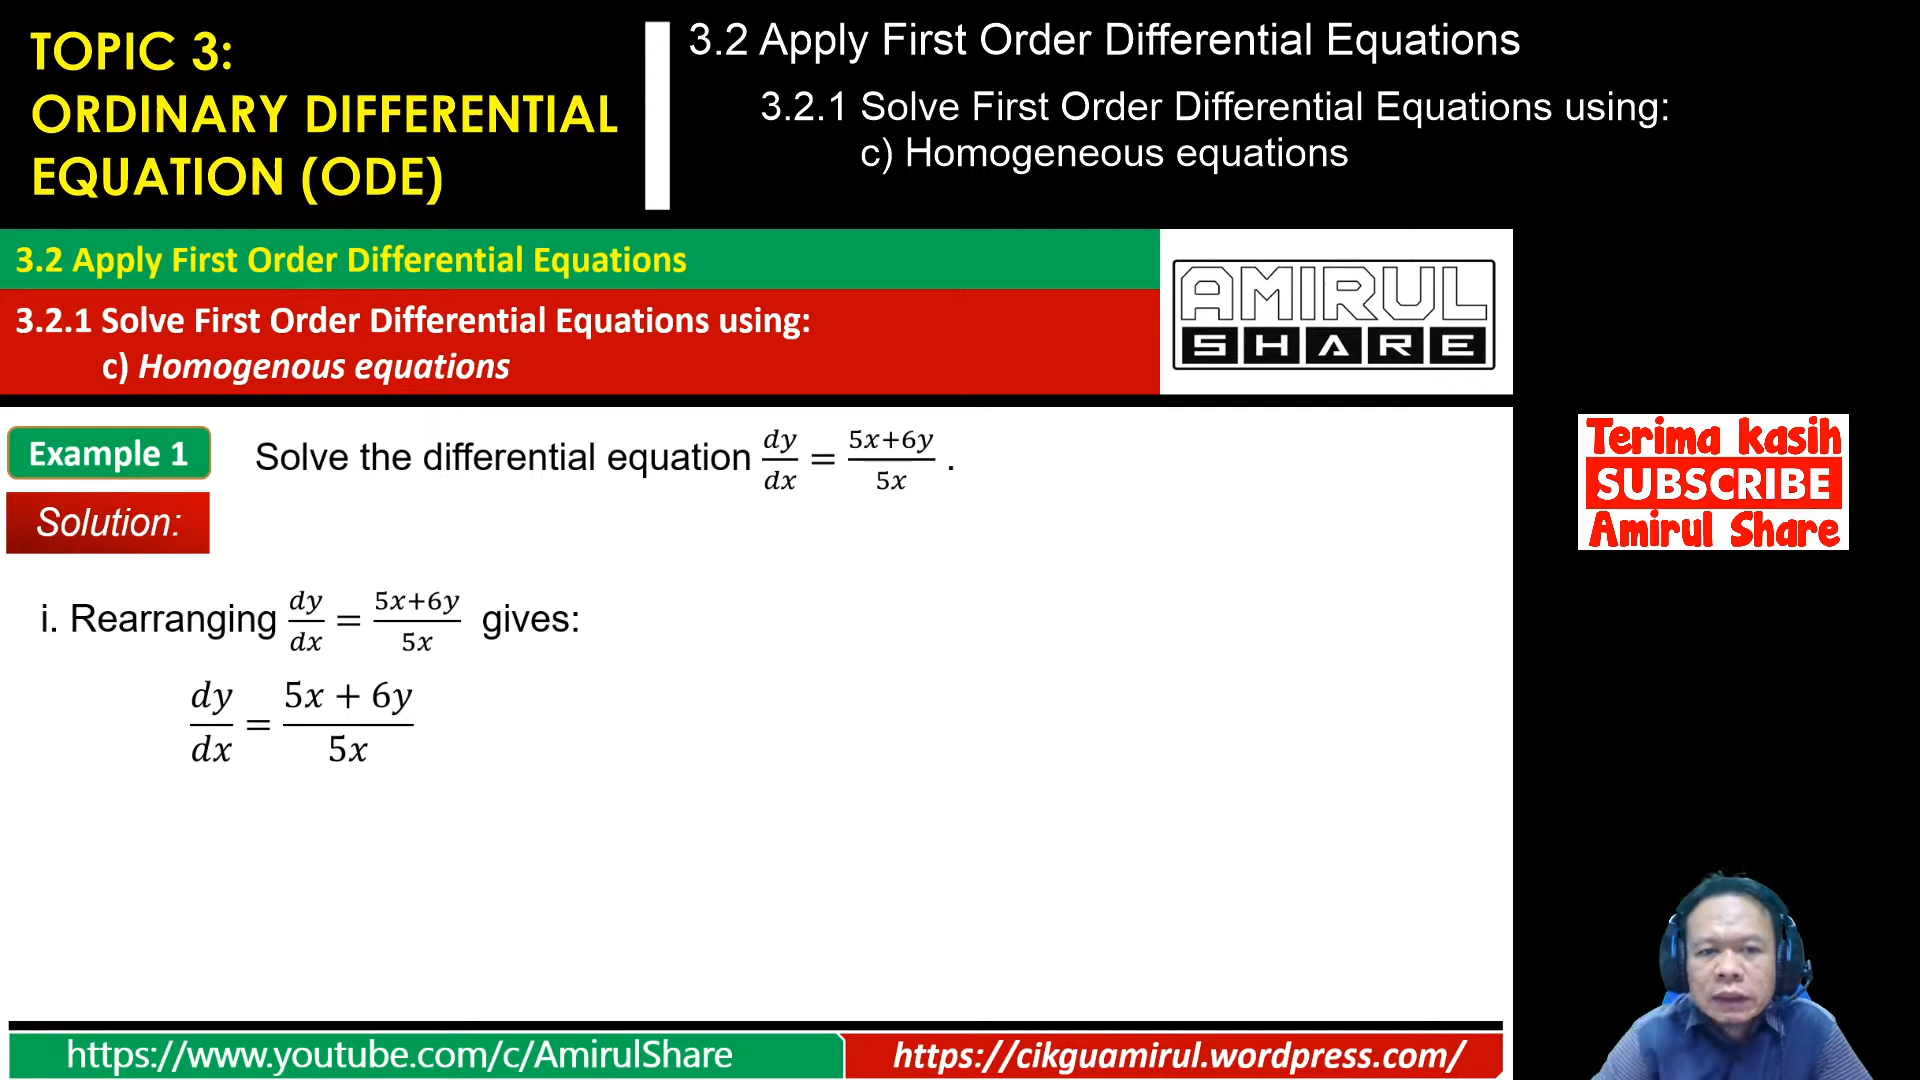 TOPIC 3:
ORDINARY DIFFERENTIAL
EQUATION (ODE)
3.2 Apply First Order Differential Equations
3.2.1 Solve First Order Differential Equations using:
c) Homogeneous equations
3.2 Apply First Order Differential Equations
3.2.1 Solve First Order Differential Equations using:
c) Homogenous equations
AMIRUL
SHARE
Example 1
Solve the differential equation dy/dx = 5x+6y/5x .
Solution:
i. Rearranging dy/dx = 5x+6y/5x gives:
dy/dx = 5x + 6y/5x
Terima kasih
SUBSCRIBE
Amirul Share
https://www.youtube.com/c/AmirulShare
https://cikguamirul.wordpress.com/